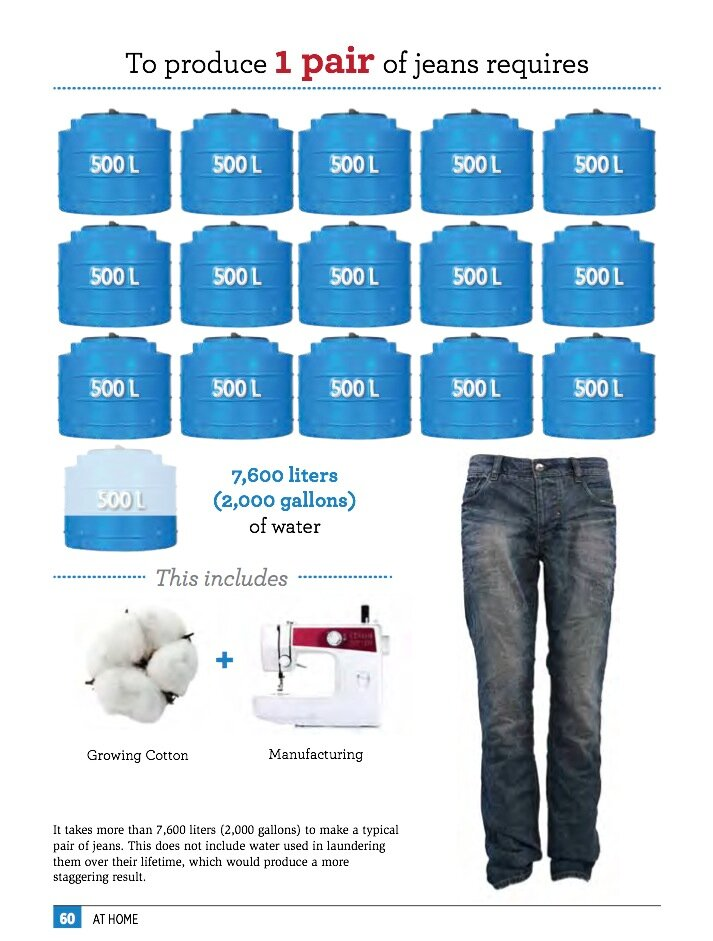 To produce 1 pair of jeans requires
500 L 500 L 500 L 500 L 500 L
500 L 500 L 500 L 500 L 500 L
500 L 500 L 500 L 500 L 500 L
500 L
7,600 liters
(2,000 gallons)
of water
This includes
+
Growing Cotton
Manufacturing
It takes more than 7,600 liters (2,000 gallons) to make a typical
pair of jeans. This does not include water used in laundering
them over their lifetime, which would produce a more
staggering result.
60 AT HOME